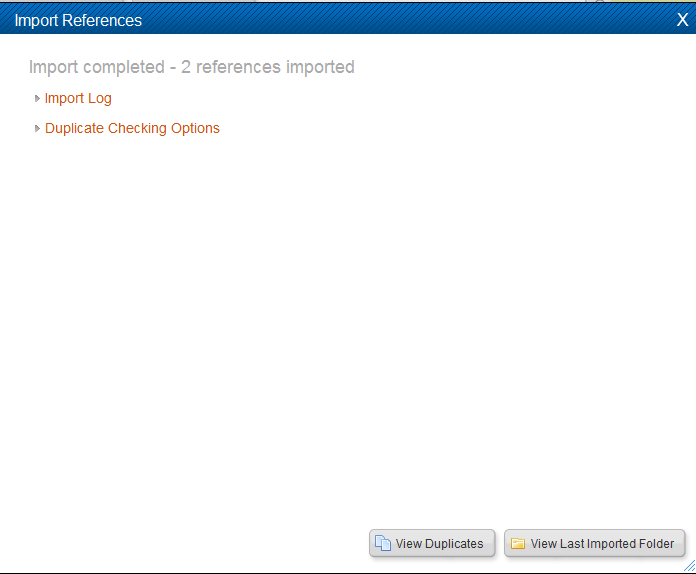 Import References
X
Import completed - 2 references imported
Import Log
Duplicate Checking Options
View Duplicates
View Last Imported Folder